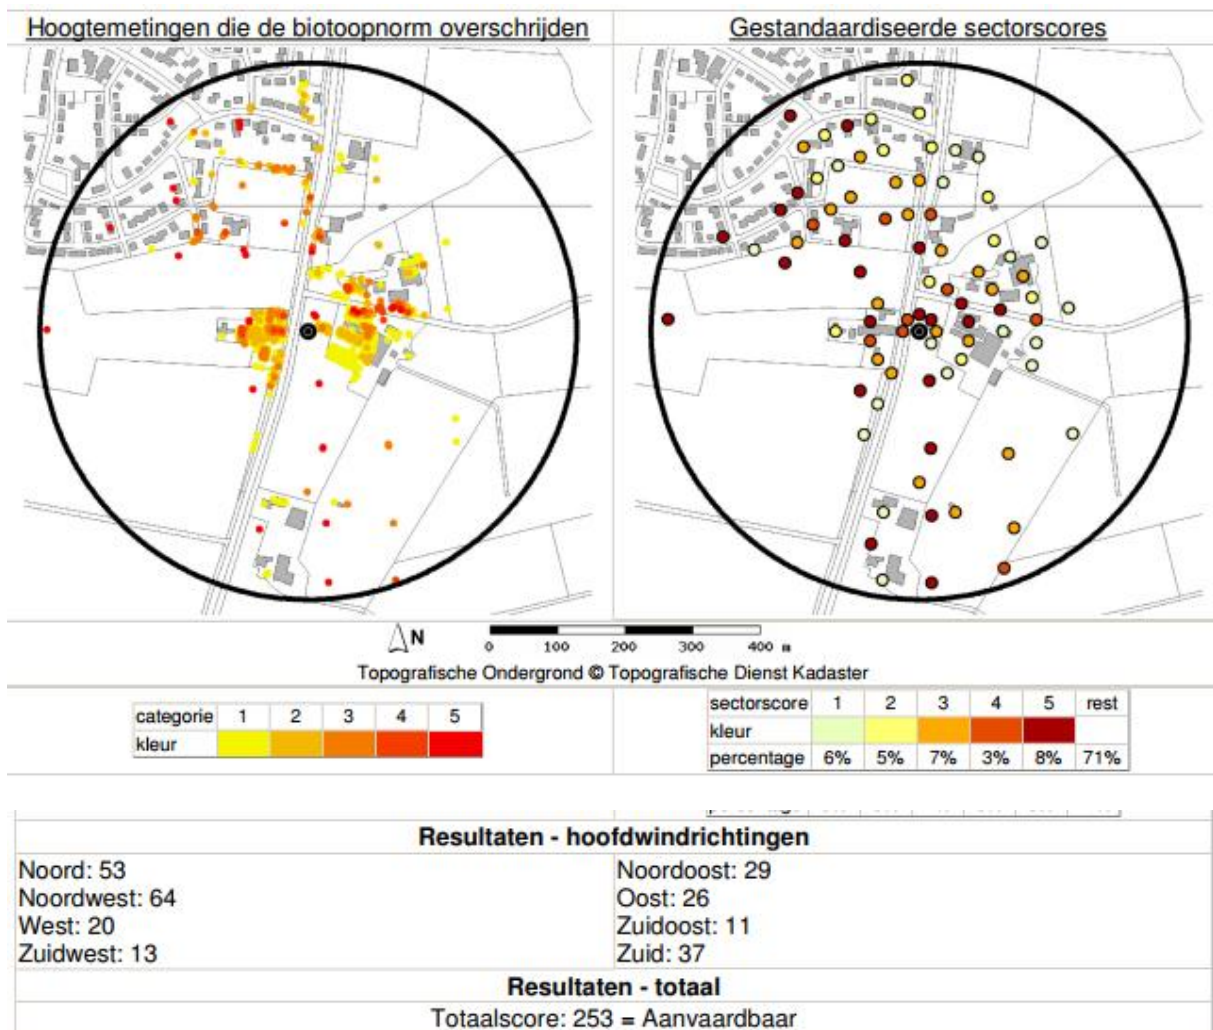 Hoogtemetingen die de biotoopnorm overschrijden
Gestandaardiseerde sectorscores
N
0 100 200 300 400 m
Topografische Ondergrond © Topografische Dienst Kadaster
categorie 1 2 3 4 5
kleur
sectorscore 1 2 3 4 5 rest
kleur
percentage 6% 5% 7% 3% 8% 71%
Resultaten - hoofdwindrichtingen
Noord: 53
Noordwest: 64
West: 20
Zuidwest: 13
Noordoost: 29
Oost: 26
Zuidoost: 11
Zuid: 37
Resultaten - totaal
Totaalscore: 253 = Aanvaardbaar